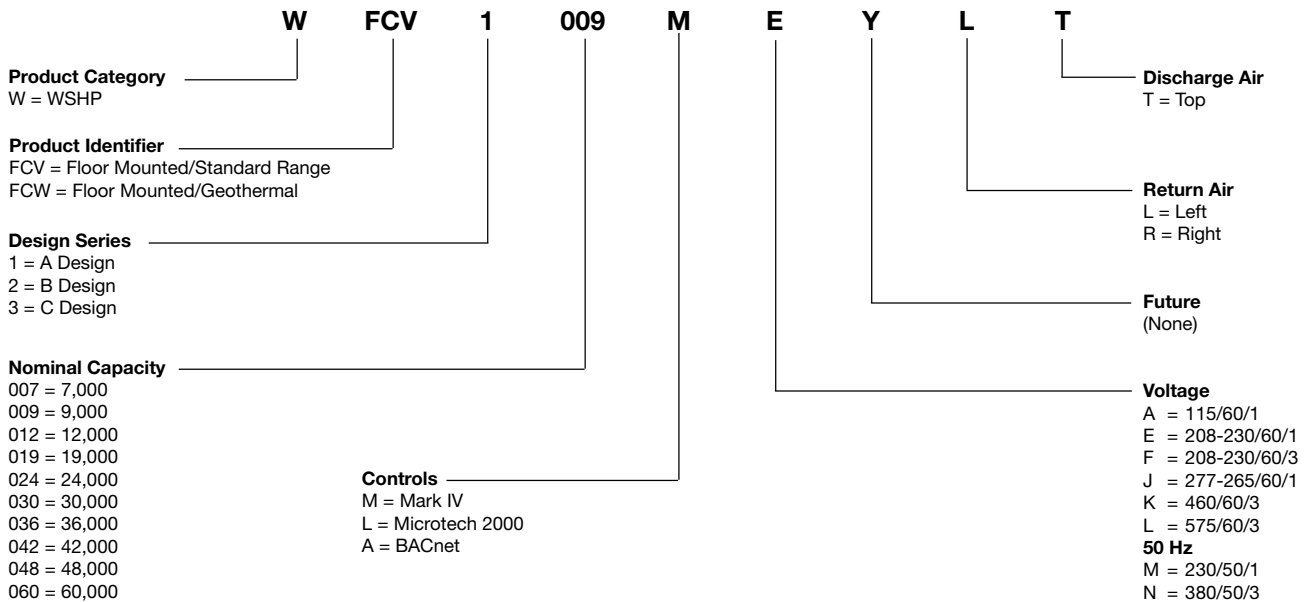 W FCV 1 009 M E Y L T
Product Category
W = WSHP
Product Identifier
FCV = Floor Mounted/Standard Range
FCW = Floor Mounted/Geothermal
Design Series
1 = A Design
2 = B Design
3 = C Design
Nominal Capacity
007 = 7,000
009 = 9,000
012 = 12,000
019 = 19,000
024 = 24,000
030 = 30,000
036 = 36,000
042 = 42,000
048 = 48,000
060 = 60,000
Controls
M = Mark IV
L = Microtech 2000
A = BACnet
Discharge Air
T = Top
Return Air
L = Left
R = Right
Future
(None)
Voltage
A = 115/60/1
E = 208-230/60/1
F = 208-230/60/3
J = 277-265/60/1
K = 460/60/3
L = 575/60/3
50 Hz
M = 230/50/1
N = 380/50/3